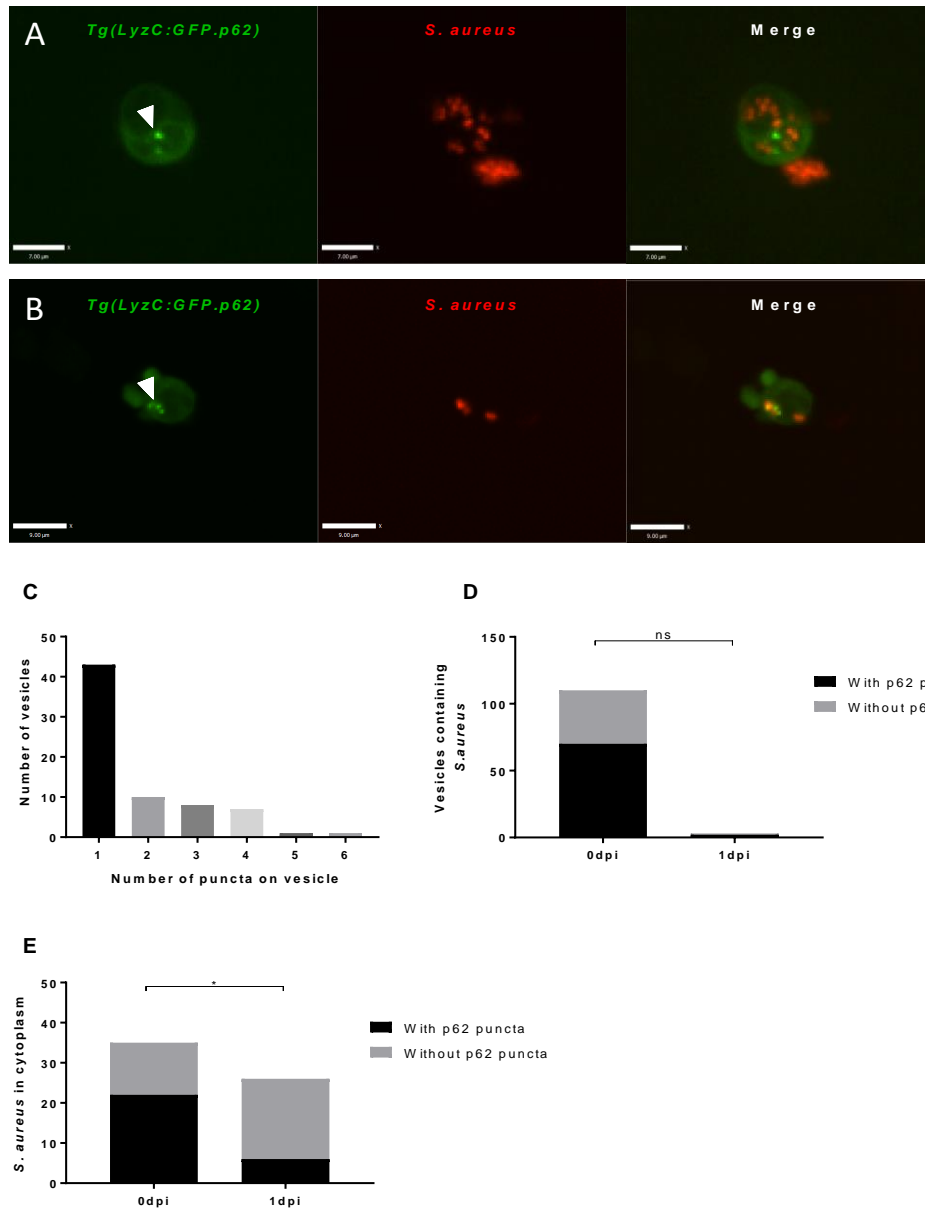 A
Tg(LyzC:GFP.p62)
S. aureus
Merge
7.00 µm
x
7.00 µm
x
7.00 µm
x
B
Tg(LyzC:GFP.p62)
S. aureus
Merge
9.00 µm
x
9.00 µm
x
9.00 µm
x
C
Number of vesicles
50
40
30
20
10
0
1 2 3 4 5 6
Number of puncta on vesicle
D
Vesicles containing
S.aureus
150
100
50
0
ns
0dpi 1dpi
With p62 p
Without p6
E
S. aureus in cytoplasm
50
40
30
20
10
0
*
0dpi 1dpi
With p62 puncta
Without p62 puncta